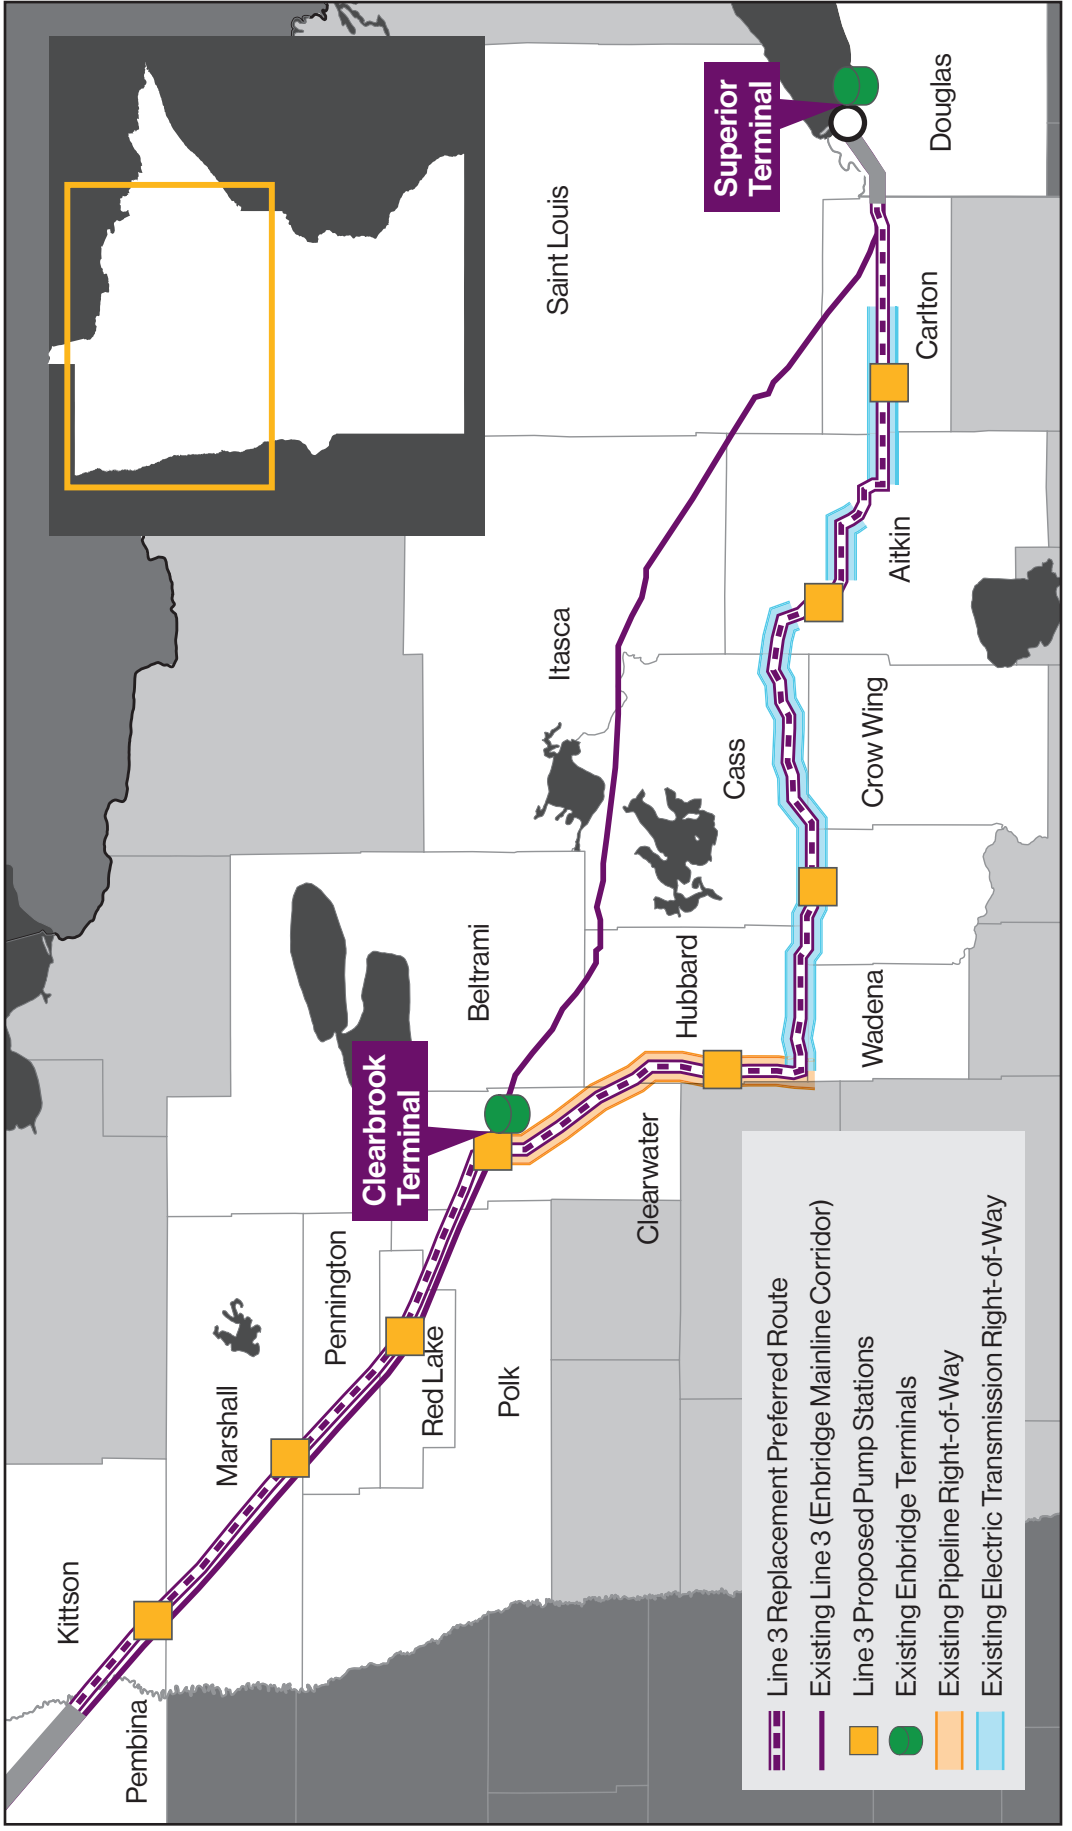 Kittson
Pembina
Marshall
Pennington
Red Lake
Polk
Clearbrook
Terminal
Clearwater
Beltrami
Hubbard
Wadena
Itasca
Cass
Crow Wing
Aitkin
Saint Louis
Carlton
Superior
Terminal
Douglas
Line 3 Replacement Preferred Route
Existing Line 3 (Enbridge Mainline Corridor)
Line 3 Proposed Pump Stations
Existing Enbridge Terminals
Existing Pipeline Right-of-Way
Existing Electric Transmission Right-of-Way